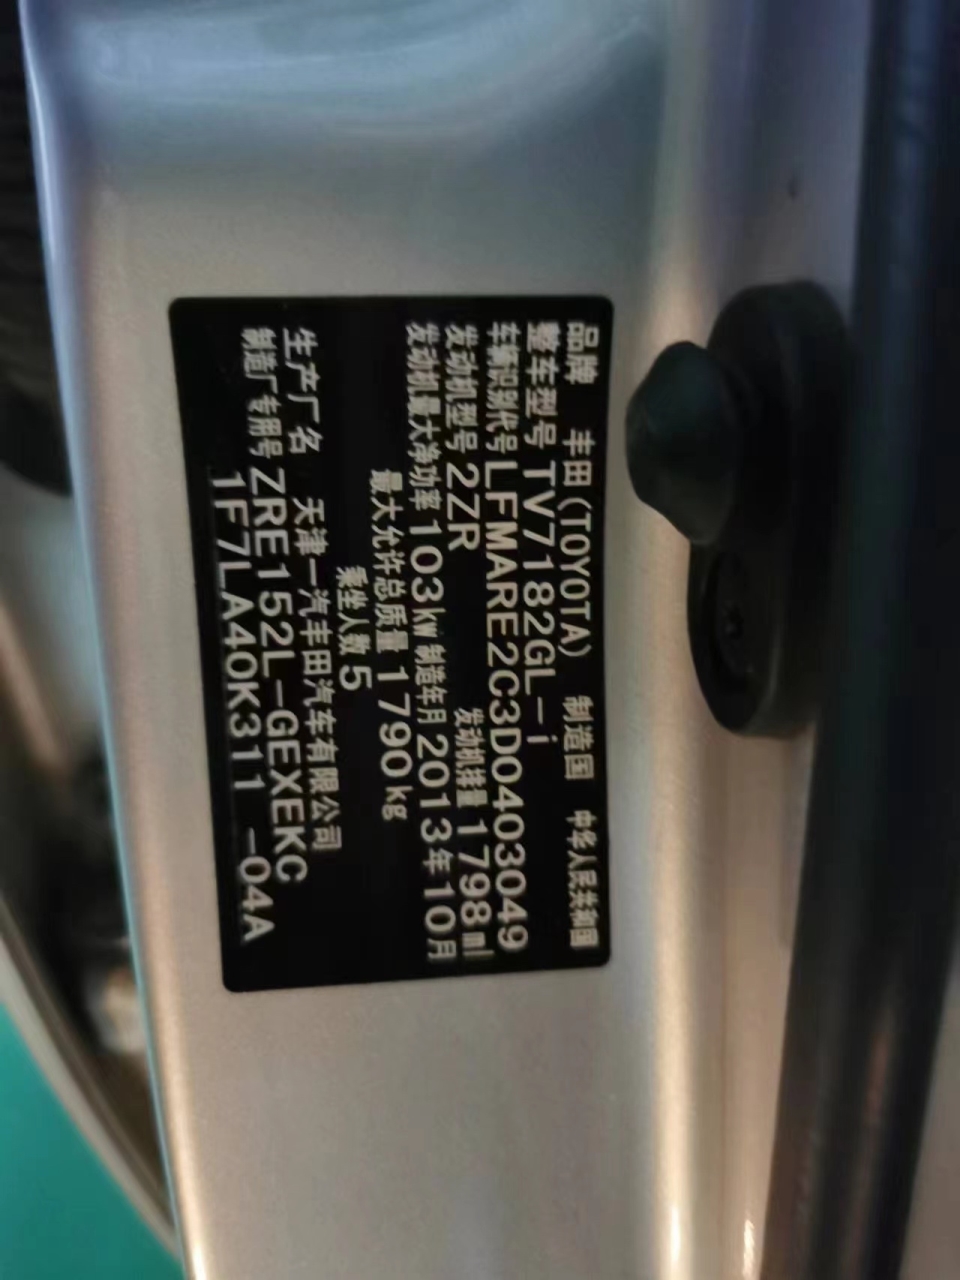 品牌 丰田(TOYOTA) 制造国 中华人民共和国
整车型号 TV7182GL-i
车辆识别代号 LFMARE2C3D0403049
发动机型号 2ZR 发动机排量 1798ml
发动机最大净功率 103kw 制造年月 2013年10月
最大允许总质量 1790kg
乘坐人数 5
生产厂名 天津一汽丰田汽车有限公司
制造厂专用号 ZRE152L-GEXEKC
1F7LA40K311 -04A